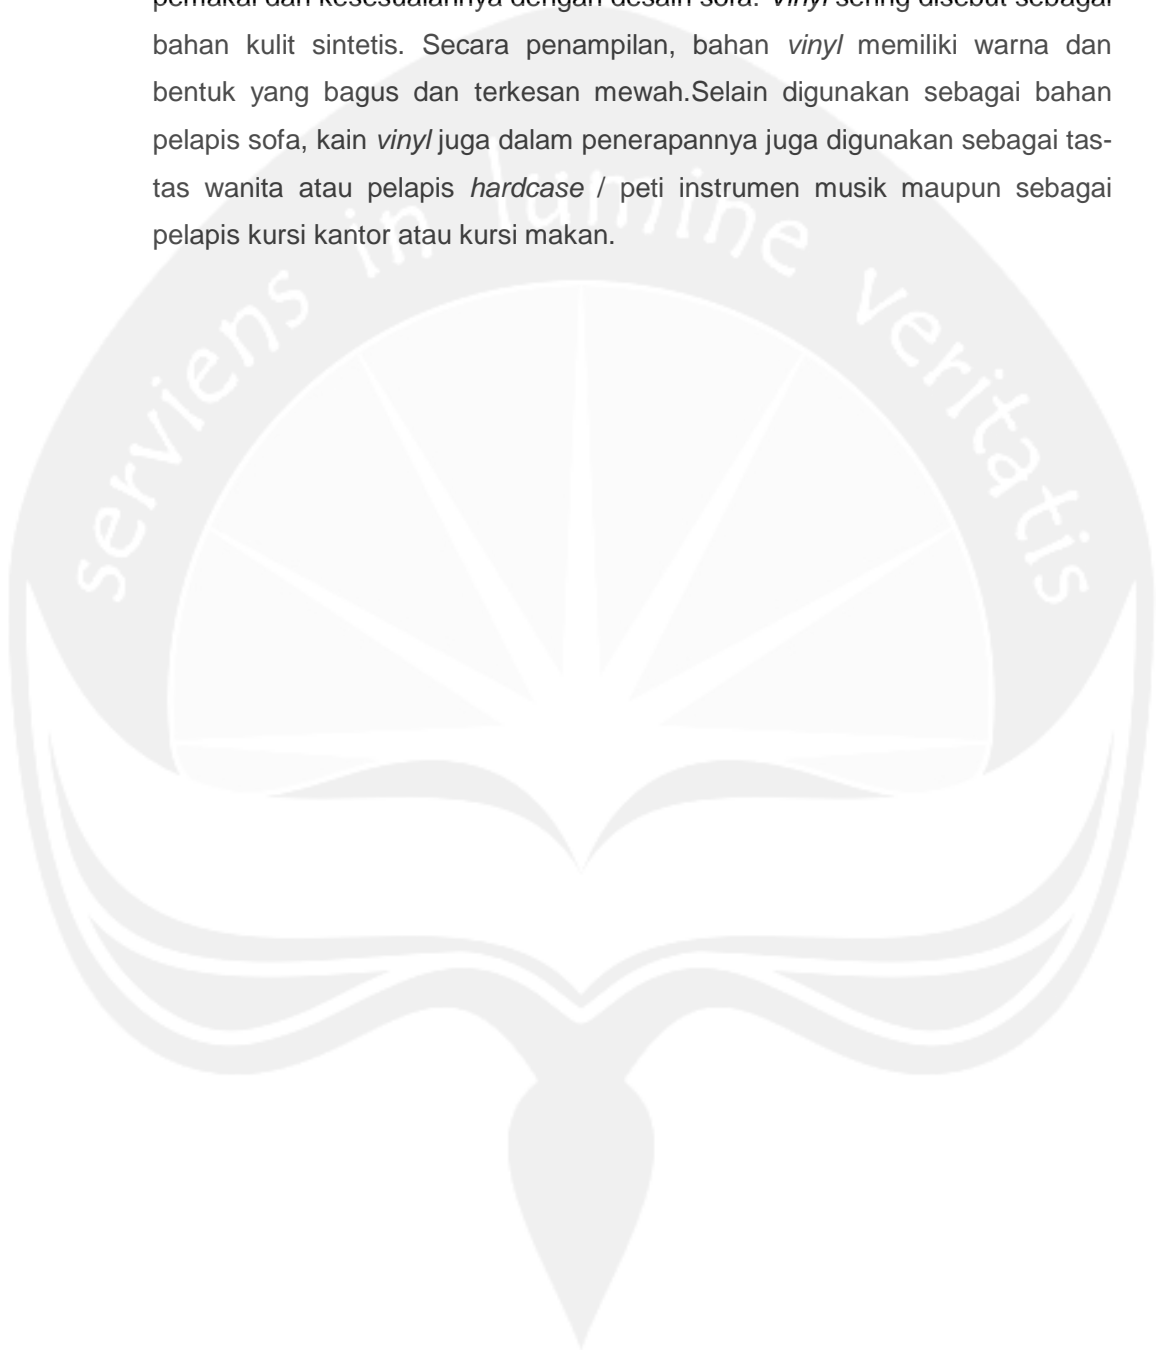 pemakai dan kesesuaiannya dengan desain sofa. Vinyl sering disebut sebagai
bahan kulit sintetis. Secara penampilan, bahan vinyl memiliki warna dan
bentuk yang bagus dan terkesan mewah.Selain digunakan sebagai bahan
pelapis sofa, kain vinyl juga dalam penerapannya juga digunakan sebagai tas-
tas wanita atau pelapis hardcase / peti instrumen musik maupun sebagai
pelapis kursi kantor atau kursi makan.
serviens in lumine veritatis